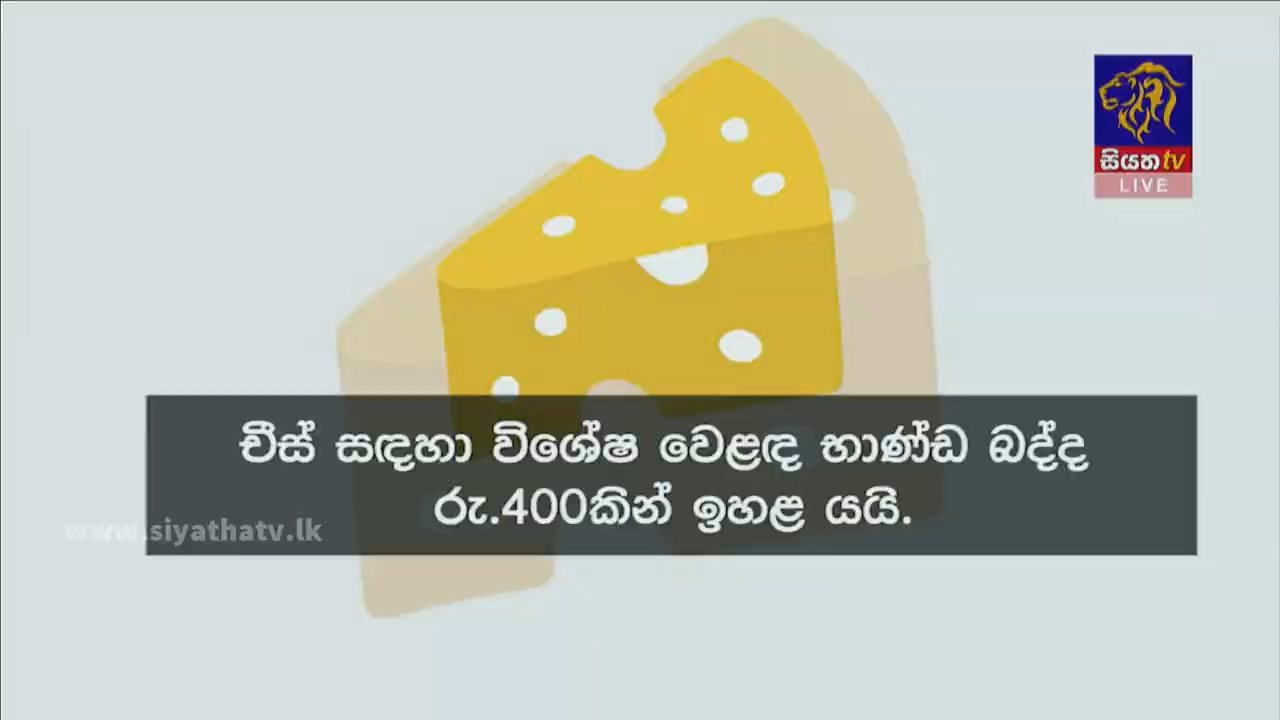 සියත tv
LIVE
චීස් සඳහා විශේෂ වෙළඳ භාණ්ඩ බද්ද
රු.400කින් ඉහළ යයි.
www.siyathatv.lk